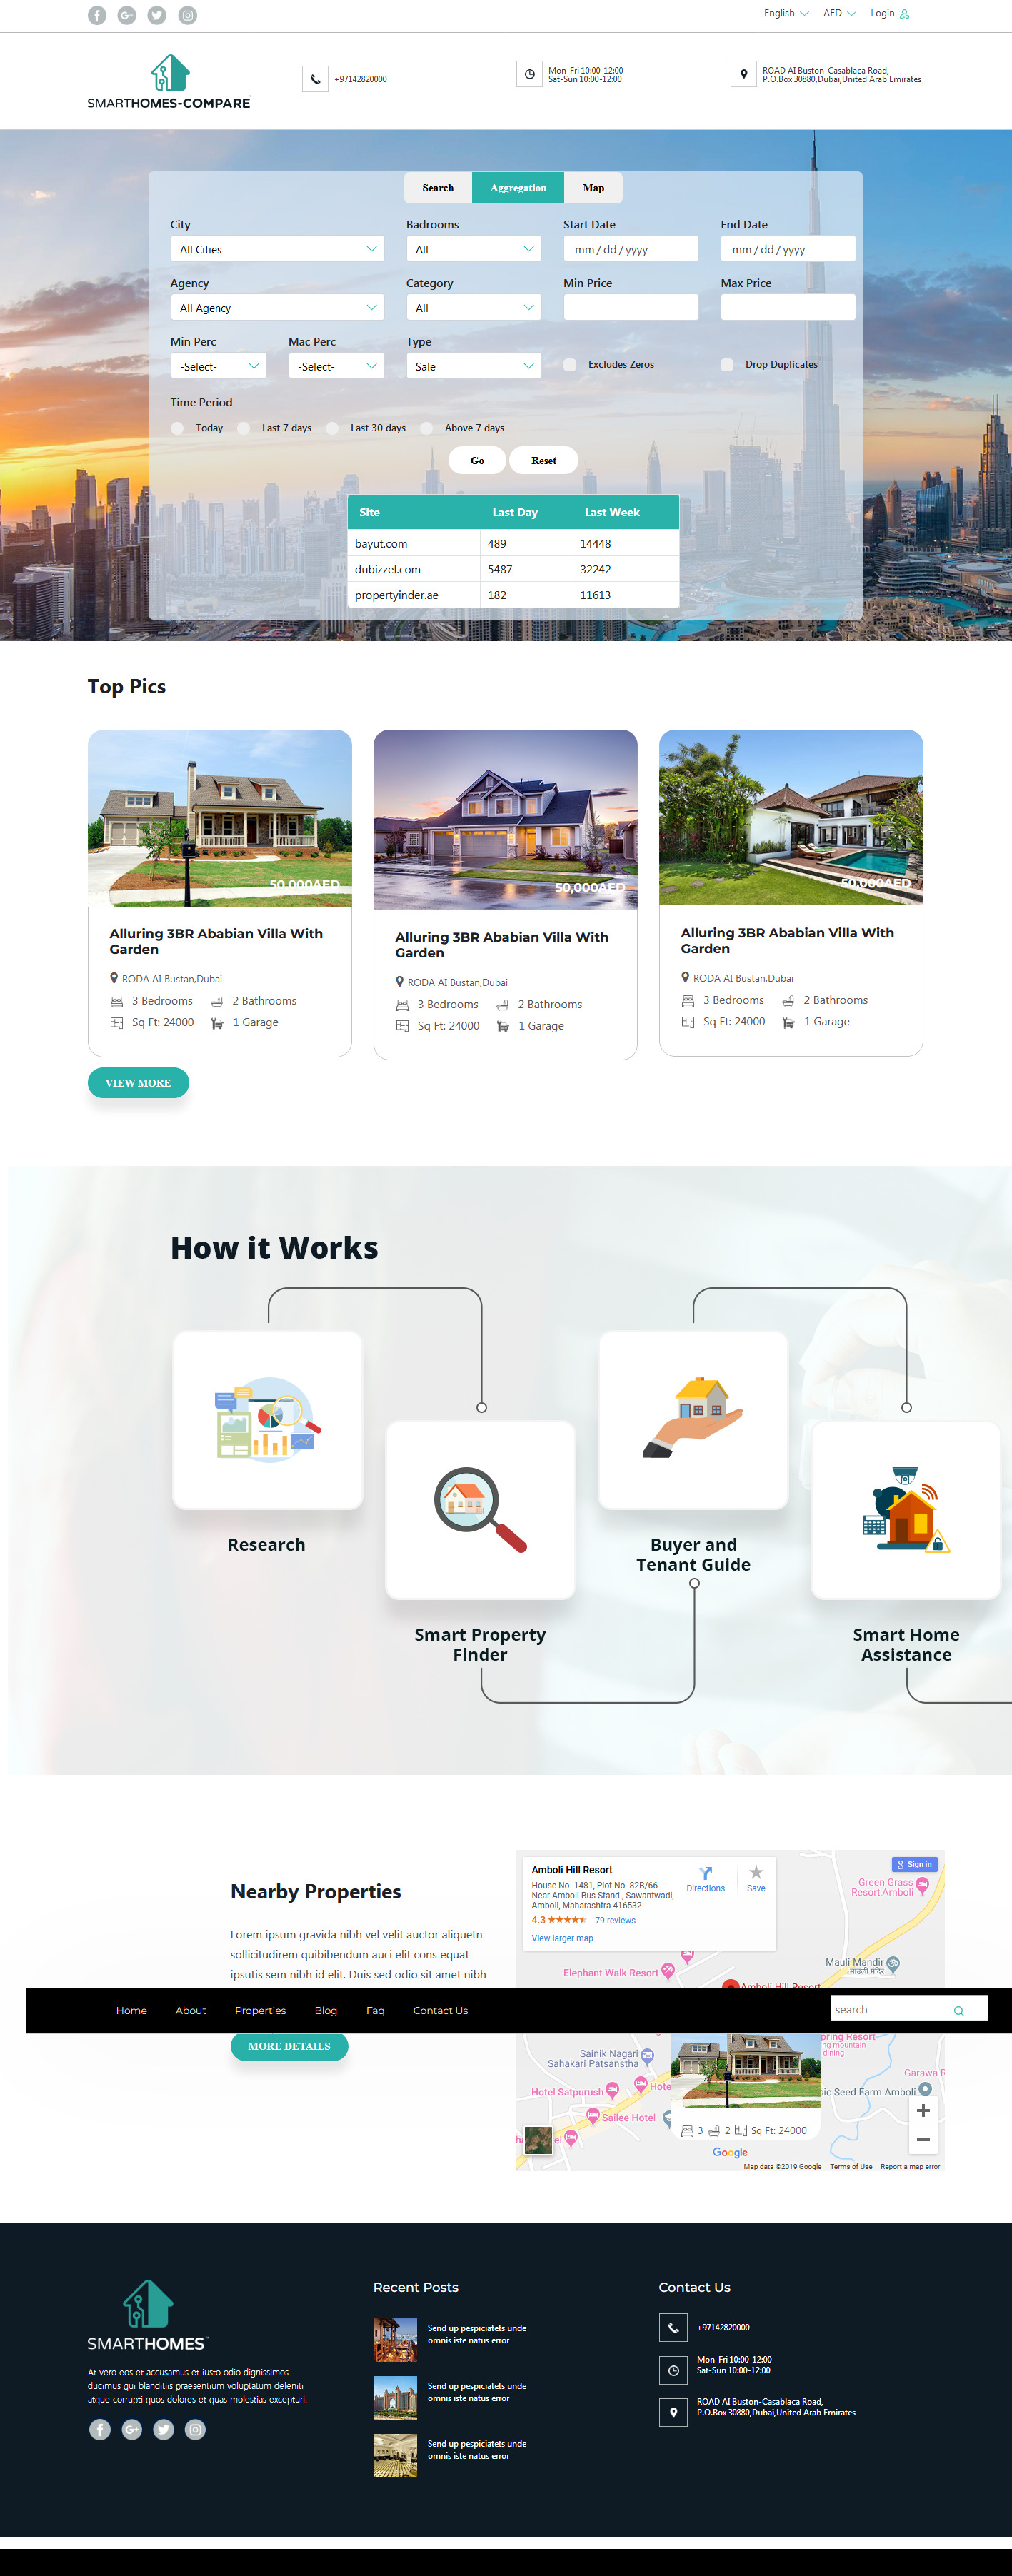 English AED Login
SMARTHOMES-COMPARE
+97142820000
Mon-Fri 10:00-12:00
Sat-Sun 10:00-12:00
ROAD AI Buston-Casablaca Road,
P.O.Box 30880,Dubai,United Arab Emirates
Search Aggregation Map
City Badrooms Start Date End Date
All Cities All mm / dd / yyyy mm / dd / yyyy
Agency Category Min Price Max Price
All Agency All
Min Perc Mac Perc Type
-Select- -Select- Sale Excludes Zeros Drop Duplicates
Time Period
Today Last 7 days Last 30 days Above 7 days
Go Reset
Site Last Day Last Week
bayut.com 489 14448
dubizzel.com 5487 32242
propertyinder.ae 182 11613
Top Pics
50,000AED
Alluring 3BR Ababian Villa With
Garden
RODA AI Bustan,Dubai
3 Bedrooms 2 Bathrooms
Sq Ft: 24000 1 Garage
50,000AED
Alluring 3BR Ababian Villa With
Garden
RODA AI Bustan,Dubai
3 Bedrooms 2 Bathrooms
Sq Ft: 24000 1 Garage
50,000AED
Alluring 3BR Ababian Villa With
Garden
RODA AI Bustan,Dubai
3 Bedrooms 2 Bathrooms
Sq Ft: 24000 1 Garage
VIEW MORE
How it Works
Research
Smart Property
Finder
Buyer and
Tenant Guide
Smart Home
Assistance
Nearby Properties
Lorem ipsum gravida nibh vel velit auctor aliquetn
sollicitudirem quibibendum auci elit cons equat
ipsutis sem nibh id elit. Duis sed odio sit amet nibh
Amboli Hill Resort
House No. 1481, Plot No. 82B/66
Near Amboli Bus Stand., Sawantwadi,
Amboli, Maharashtra 416532
4.3 79 reviews
View larger map
Directions
Save
Sign in
Green Grass
Resort,Amboli
Mauli Mandir
माउली मंदिर
Elephant Walk Resort
Amboli Hill Resort
Home About Properties Blog Faq Contact Us
search
MORE DETAILS
pring Resort
ing mountain
dining
Sainik Nagari
Sahakari Patsanstha
Garawa R
Hotel Satpurush
Hote
sic Seed Farm.Amboli
Sailee Hotel
el
3 2 Sq Ft: 24000
Google
Map data ©2019 Google Terms of Use Report a map error
SMARTHOMES
At vero eos et accusamus et iusto odio dignissimos
ducimus qui blanditiis praesentium voluptatum deleniti
atque corrupti quos dolores et quas molestias excepturi.
Recent Posts
Send up pespiciatets unde
omnis iste natus error
Send up pespiciatets unde
omnis iste natus error
Send up pespiciatets unde
omnis iste natus error
Contact Us
+97142820000
Mon-Fri 10:00-12:00
Sat-Sun 10:00-12:00
ROAD AI Buston-Casablaca Road,
P.O.Box 30880,Dubai,United Arab Emirates